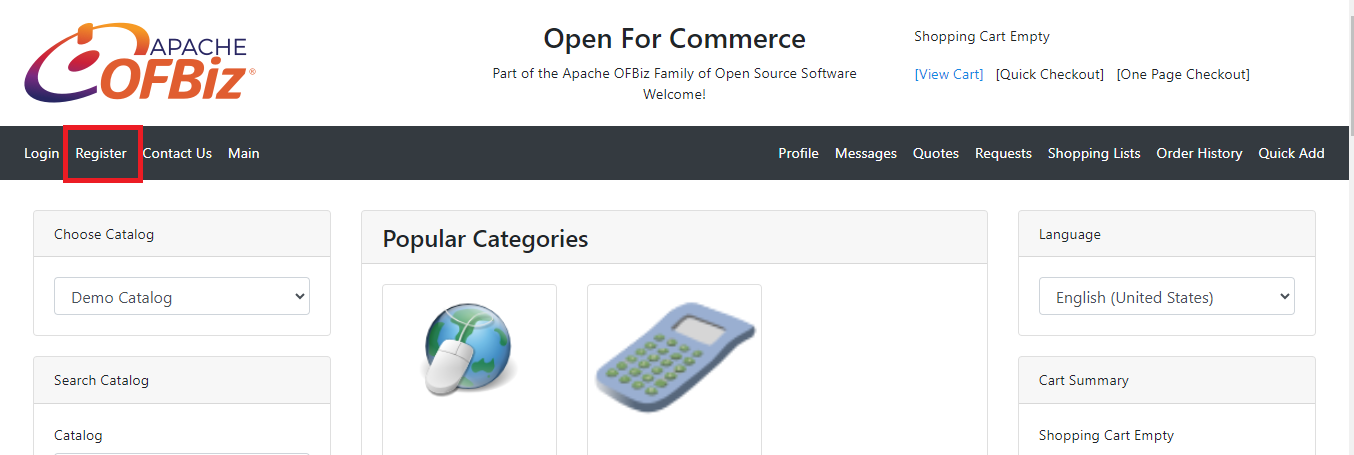 APACHE
OFBiz®
Open For Commerce
Part of the Apache OFBiz Family of Open Source Software
Welcome!
Shopping Cart Empty
[View Cart] [Quick Checkout] [One Page Checkout]
Login Register Contact Us Main Profile Messages Quotes Requests Shopping Lists Order History Quick Add
Choose Catalog
Demo Catalog
Search Catalog
Catalog
Popular Categories
Language
English (United States)
Cart Summary
Shopping Cart Empty